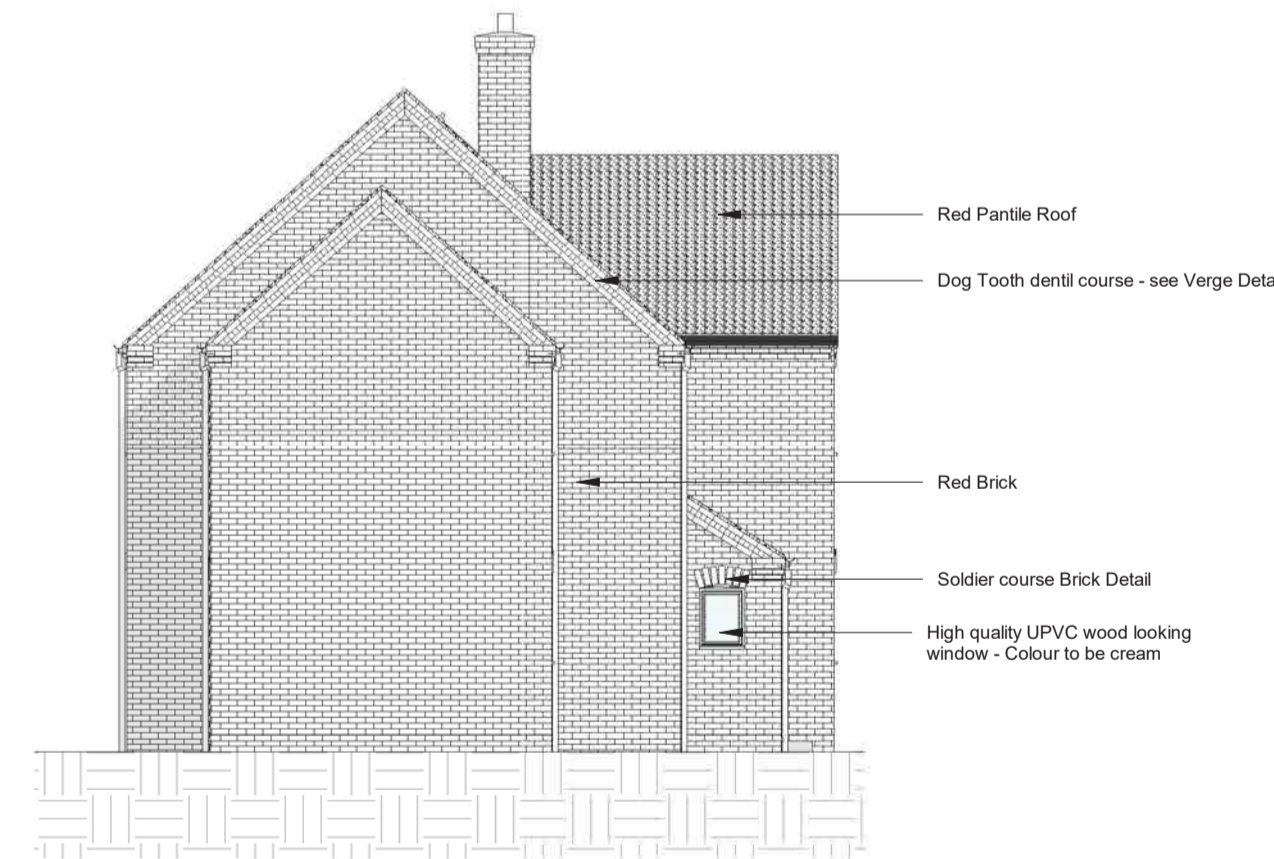 Red Pantile Roof
Dog Tooth dentil course - see Verge Deta
Red Brick
Soldier course Brick Detail
High quality UPVC wood looking
window - Colour to be cream